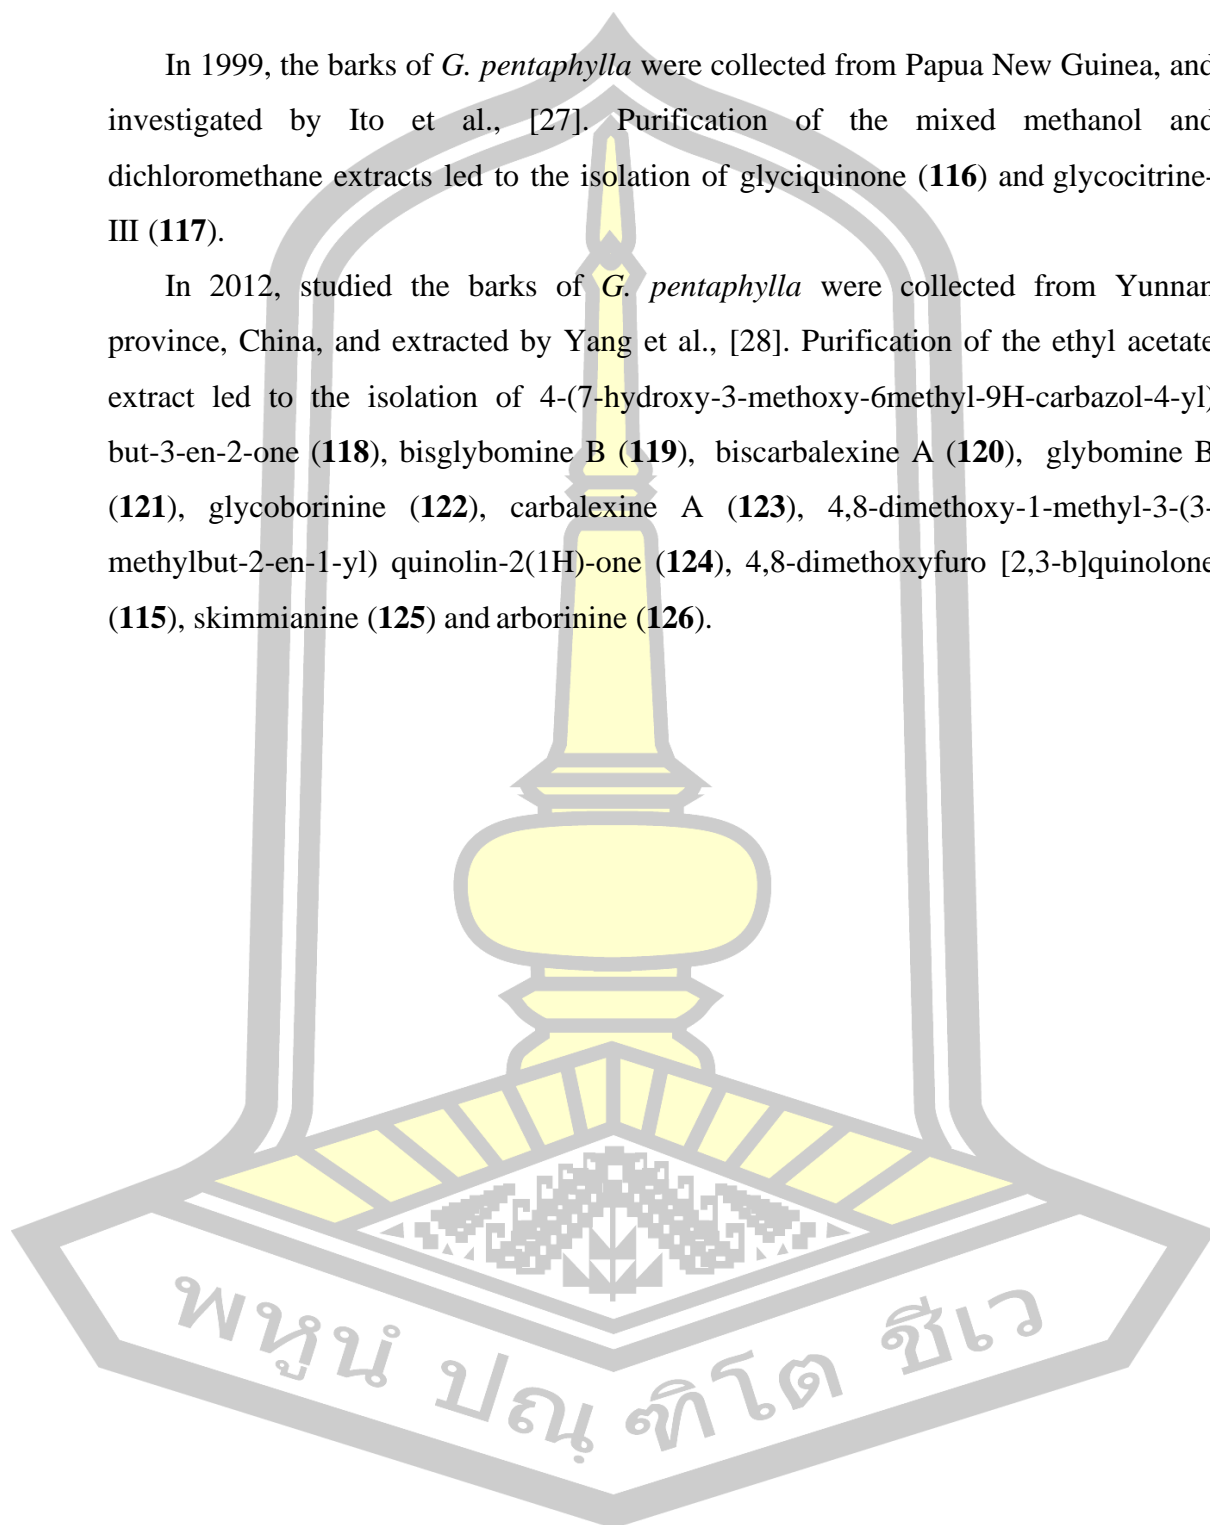 In 1999, the barks of G. pentaphylla were collected from Papua New Guinea, and
investigated by Ito et al., [27]. Purification of the mixed methanol and
dichloromethane extracts led to the isolation of glyciquinone (116) and glycocitrine-
III (117).
In 2012, studied the barks of G. pentaphylla were collected from Yunnan
province, China, and extracted by Yang et al., [28]. Purification of the ethyl acetate
extract led to the isolation of 4-(7-hydroxy-3-methoxy-6methyl-9H-carbazol-4-yl)
but-3-en-2-one (118), bisglybomine B (119), biscarbalexine A (120), glybomine B
(121), glycoborinine (122), carbalexine A (123), 4,8-dimethoxy-1-methyl-3-(3-
methylbut-2-en-1-yl) quinolin-2(1H)-one (124), 4,8-dimethoxyfuro [2,3-b]quinolone
(115), skimmianine (125) and arborinine (126).
พหูนํ ปณฺฑิโต ชีเว